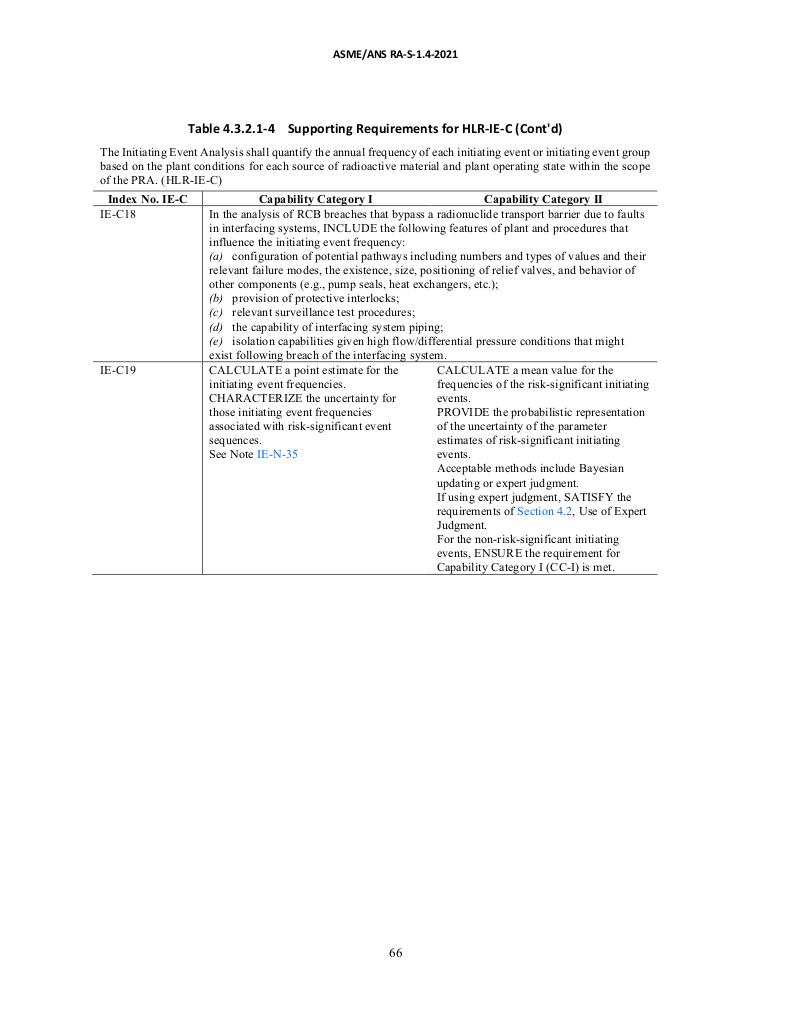 ASME/ANS RA-S-1.4-2021
Table 4.3.2.1-4 Supporting Requirements for HLR-IE-C (Cont'd)
The Initiating Event Analysis shall quantify the annual frequency of each initiating event or initiating event group
based on the plant conditions for each source of radioactive material and plant operating state within the scope
of the PRA. (HLR-IE-C)
Index No. IE-C Capability Category I Capability Category II
IE-C18
In the analysis of RCB breaches that bypass a radionuclide transport barrier due to faults
in interfacing systems, INCLUDE the following features of plant and procedures that
influence the initiating event frequency:
(a) configuration of potential pathways including numbers and types of values and their
relevant failure modes, the existence, size, positioning of relief valves, and behavior of
other components (e.g., pump seals, heat exchangers, etc.);
(b) provision of protective interlocks;
(c) relevant surveillance test procedures;
(d) the capability of interfacing system piping;
(e) isolation capabilities given high flow/differential pressure conditions that might
exist following breach of the interfacing system.
IE-C19
CALCULATE a point estimate for the
initiating event frequencies.
CHARACTERIZE the uncertainty for
those initiating event frequencies
associated with risk-significant event
sequences.
See Note IE-N-35
CALCULATE a mean value for the
frequencies of the risk-significant initiating
events.
PROVIDE the probabilistic representation
of the uncertainty of the parameter
estimates of risk-significant initiating
events.
Acceptable methods include Bayesian
updating or expert judgment.
If using expert judgment, SATISFY the
requirements of Section 4.2, Use of Expert
Judgment.
For the non-risk-significant initiating
events, ENSURE the requirement for
Capability Category I (CC-I) is met.
66